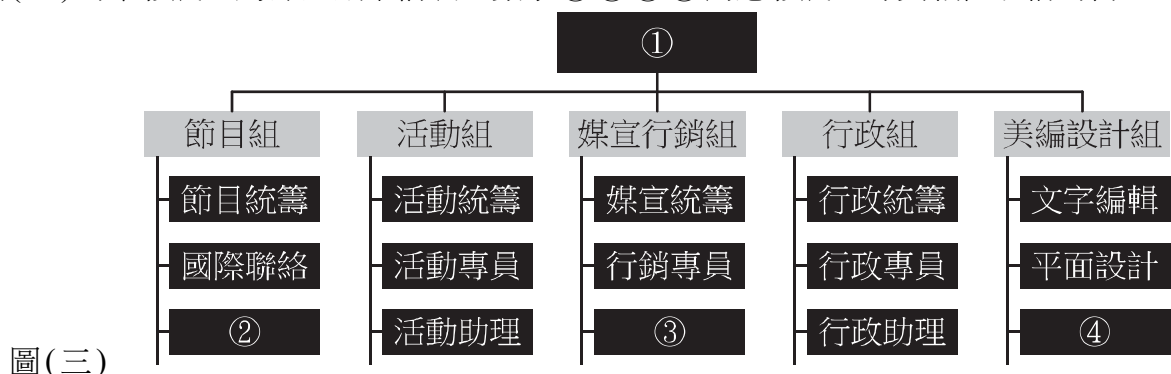 ①
節目組 活動組 媒宣行銷組 行政組 美編設計組
節目統籌 活動統籌 媒宣統籌 行政統籌 文字編輯
國際聯絡 活動專員 行銷專員 行政專員 平面設計
② 活動助理 ③ 行政助理 ④
圖(三)